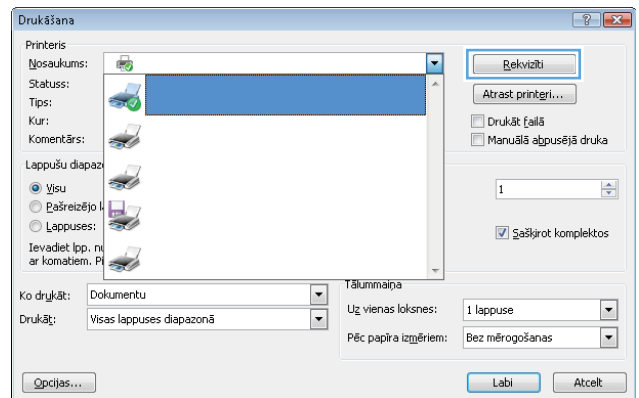 Drukāšana
Printeris
Nosaukums:
Rekvizīti
Statuss:
Tips:
Atrast printeri...
Kur:
Drukāt failā
Komentārs:
Manuālā abpusējā druka
Lappušu diapazo
Visu
1
Pašreizējo l
Lappuses:
Sašķirot komplektos
Ievadiet lpp. nu
ar komatiem. Pi
Tālummaiņa
Ko drukāt: Dokumentu
Uz vienas loksnes: 1 lappuse
Drukāt: Visas lappuses diapazonā
Pēc papīra izmēriem: Bez mērogošanas
Opcijas...
Labi
Atcelt